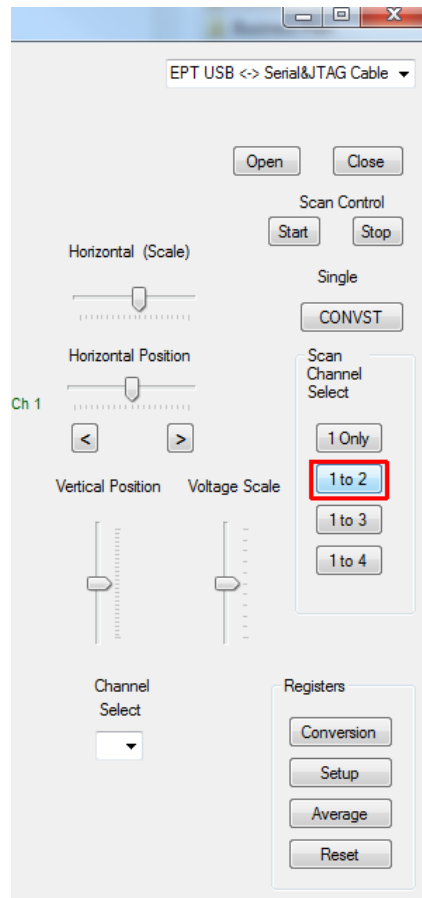 EPT USB <-> Serial&JTAG Cable
Open Close
Scan Control
Start Stop
Horizontal (Scale)
Single
CONVST
Horizontal Position
Scan
Channel
Select
Ch 1
< >
1 Only
Vertical Position Voltage Scale
1 to 2
1 to 3
1 to 4
Channel
Select
Registers
Conversion
Setup
Average
Reset